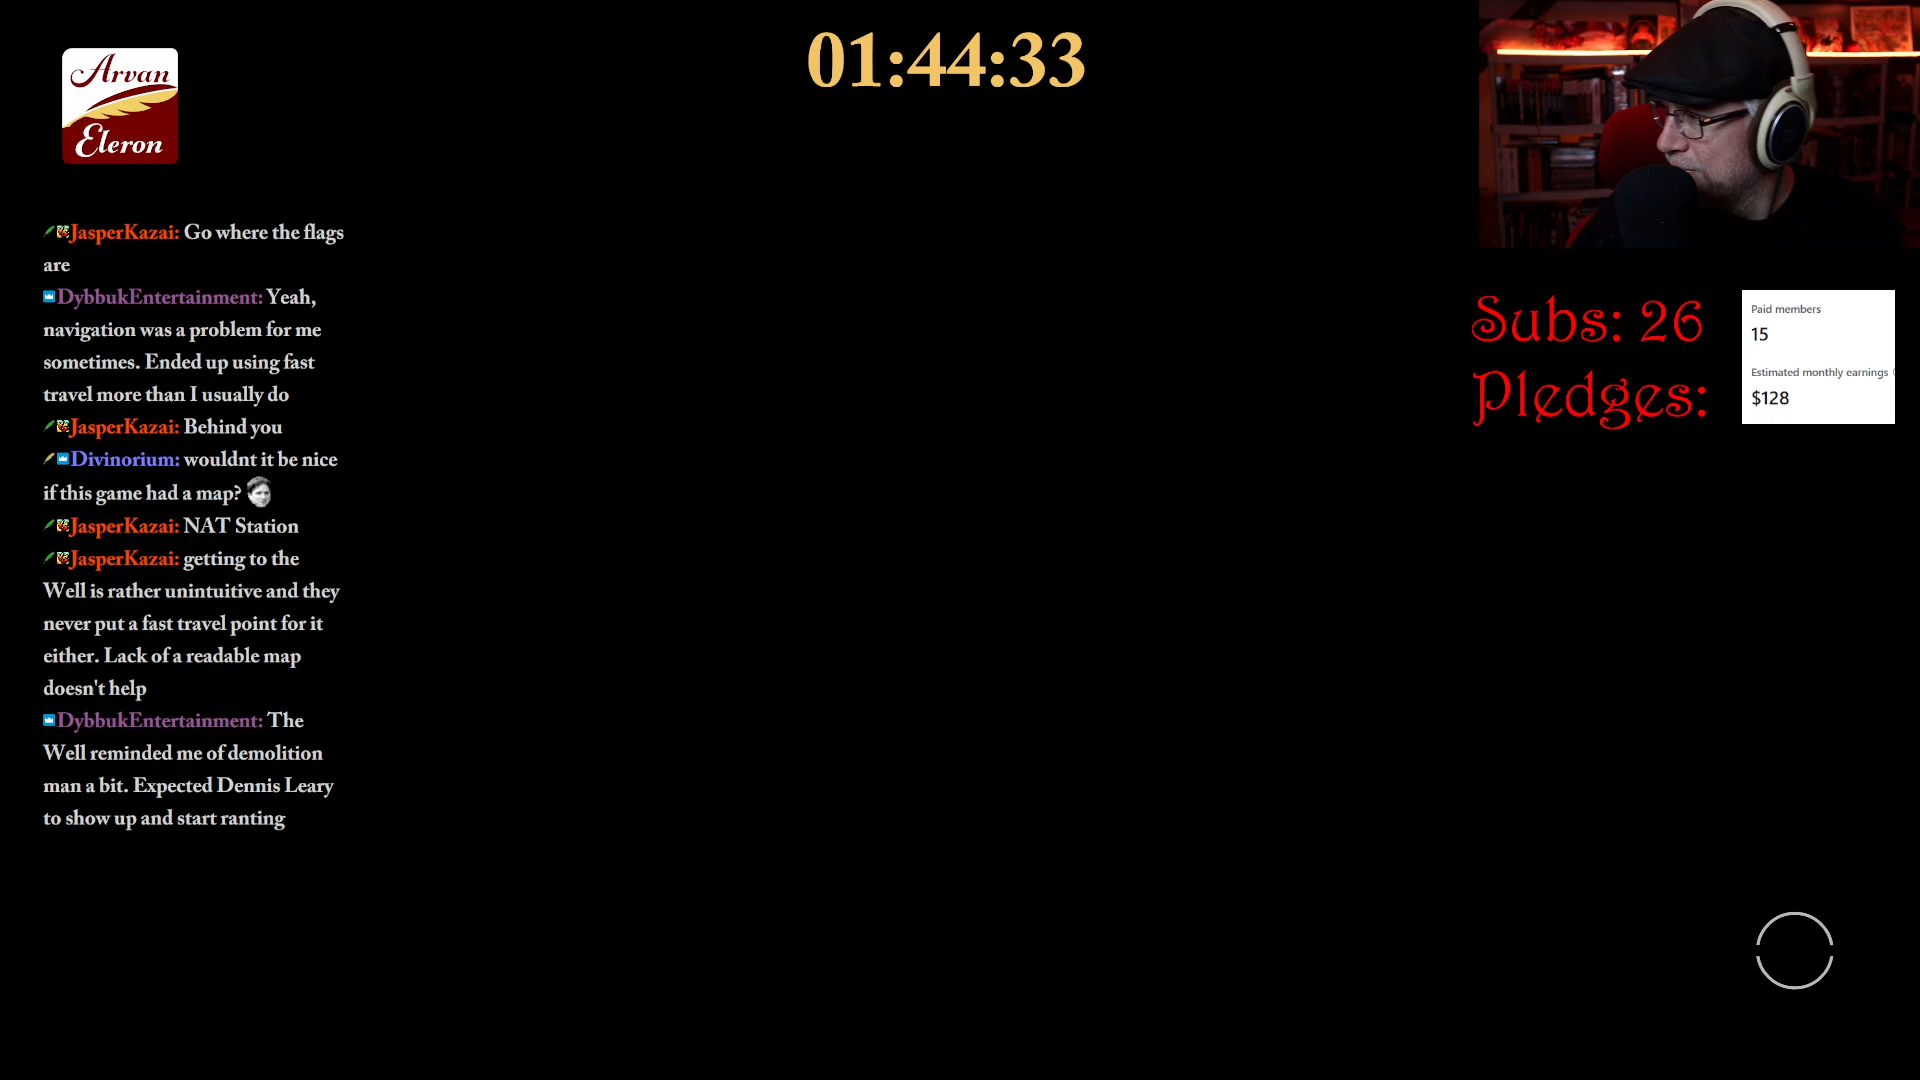 Arvan
Eleron
01:44:33
JasperKazai: Go where the flags
are
DybbukEntertainment: Yeah,
navigation was a problem for me
sometimes. Ended up using fast
travel more than I usually do
JasperKazai: Behind you
Divinorium: wouldnt it be nice
if this game had a map?
JasperKazai: NAT Station
JasperKazai: getting to the
Well is rather unintuitive and they
never put a fast travel point for it
either. Lack of a readable map
doesn't help
DybbukEntertainment: The
Well reminded me of demolition
man a bit. Expected Dennis Leary
to show up and start ranting
Subs: 26
Pledges:
Paid members
15
Estimated monthly earnings
$128